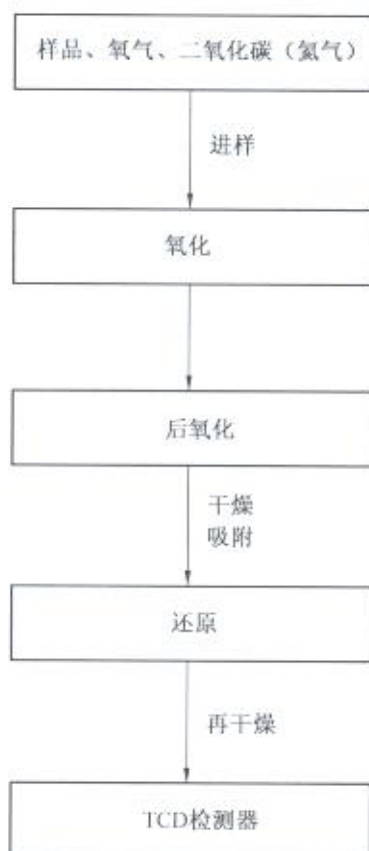 样品、氧气、二氧化碳（氦气）
进样
氧化
后氧化
干燥
吸附
还原
再干燥
TCD检测器